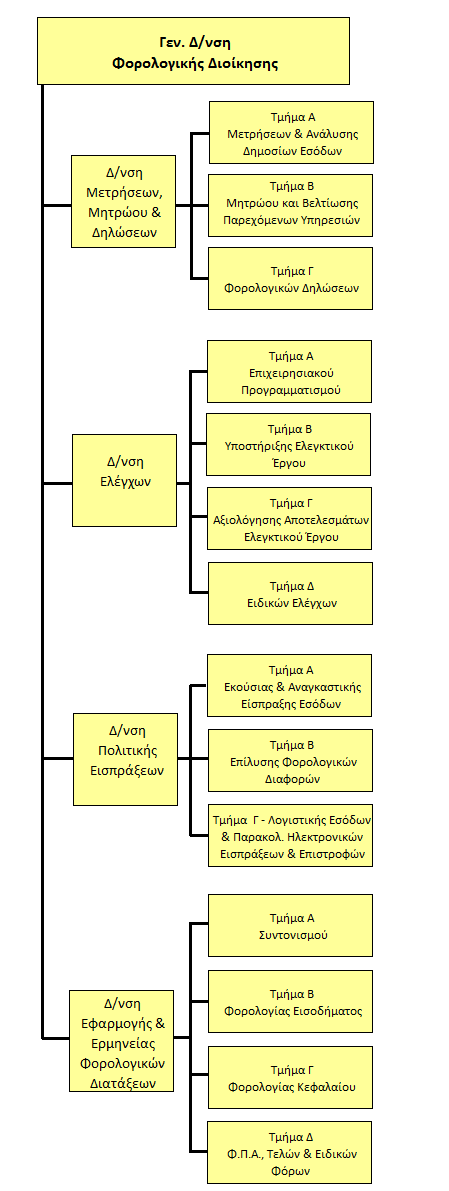 Γεν. Δ/νση
Φορολογικής Διοίκησης
Δ/νση
Μετρήσεων,
Μητρώου &
Δηλώσεων
Τμήμα Α
Μετρήσεων & Ανάλυσης
Δημοσίων Εσόδων
Τμήμα Β
Μητρώου και Βελτίωσης
Παρεχόμενων Υπηρεσιών
Τμήμα Γ
Φορολογικών Δηλώσεων
Δ/νση
Ελέγχων
Τμήμα Α
Επιχειρησιακού
Προγραμματισμού
Τμήμα Β
Υποστήριξης Ελεγκτικού
Έργου
Τμήμα Γ
Αξιολόγησης Αποτελεσμάτων
Ελεγκτικού Έργου
Τμήμα Δ
Ειδικών Ελέγχων
Δ/νση
Πολιτικής
Εισπράξεων
Τμήμα Α
Εκούσιας & Αναγκαστικής
Είσπραξης Εσόδων
Τμήμα Β
Επίλυσης Φορολογικών
Διαφορών
Τμήμα Γ - Λογιστικής Εσόδων
& Παρακολ. Ηλεκτρονικών
Εισπράξεων & Επιστροφών
Δ/νση
Εφαρμογής &
Ερμηνείας
Φορολογικών
Διατάξεων
Τμήμα Α
Συντονισμού
Τμήμα Β
Φορολογίας Εισοδήματος
Τμήμα Γ
Φορολογίας Κεφαλαίου
Τμήμα Δ
Φ.Π.Α., Τελών & Ειδικών
Φόρων